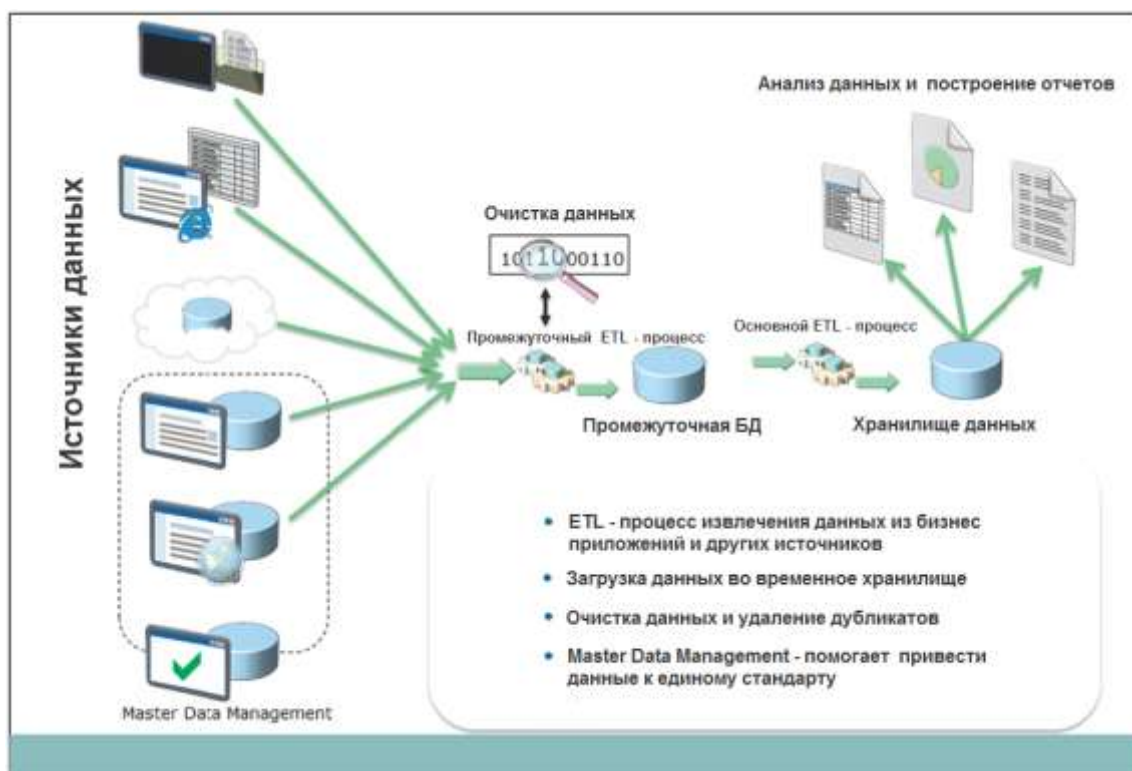 Источники данных
Анализ данных и построение отчетов
Очистка данных
101100110
Промежуточный ETL - процесс
Основной ETL - процесс
Промежуточная БД
Хранилище данных
ETL - процесс извлечения данных из бизнес
приложений и других источников
Загрузка данных во временное хранилище
Очистка данных и удаление дубликатов
Master Data Management - помогает привести
данные к единому стандарту
Master Data Management